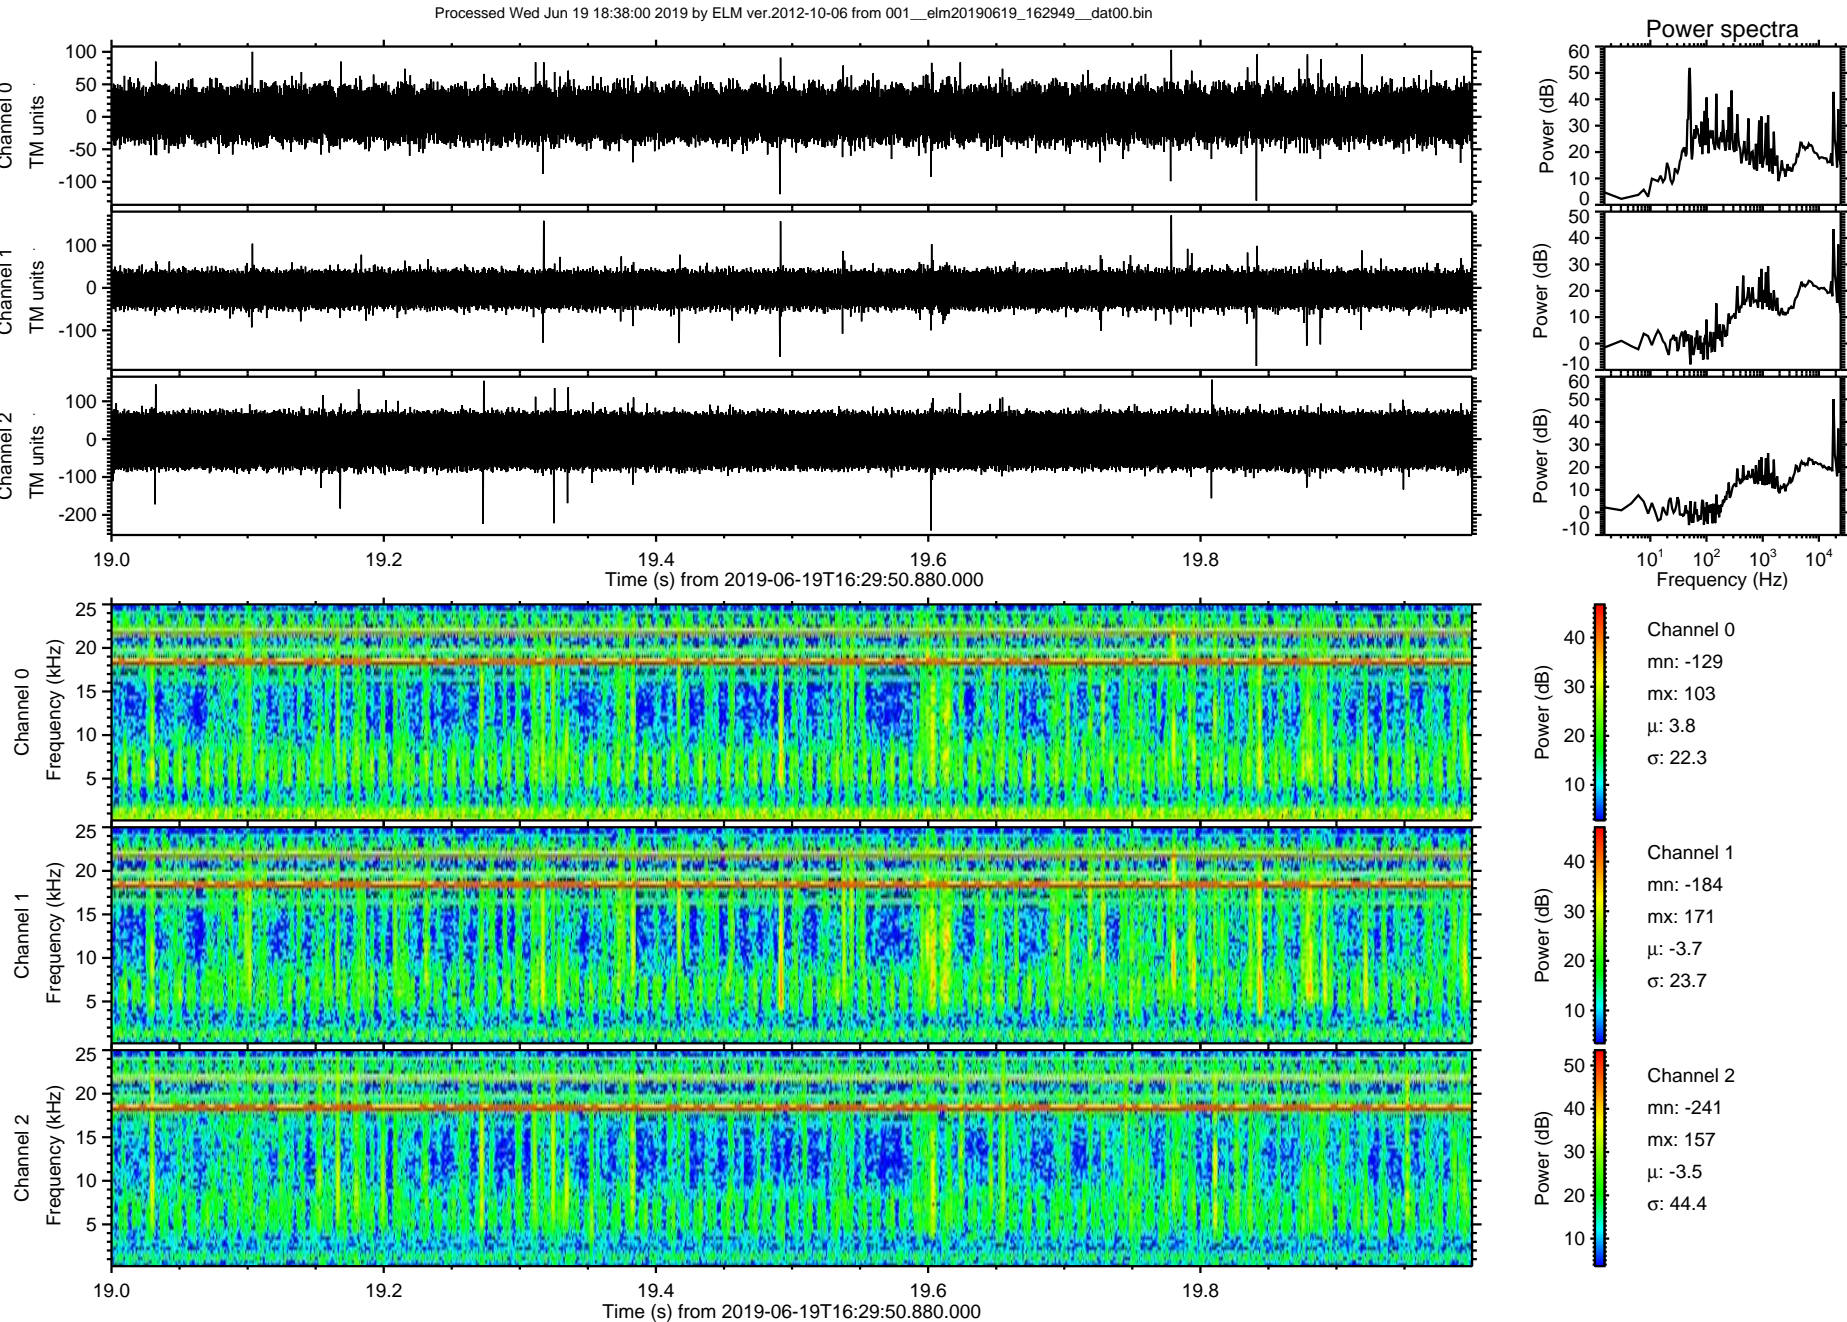 Processed Wed Jun 19 18:38:00 2019 by ELM ver.2012-10-06 from 001__elm20190619_162949__dat00.bin
Power spectra
Channel 0
TM units
100
50
0
-50
-100
Power (dB)
60
50
40
30
20
10
0
Channel 1
TM units
100
0
-100
Power (dB)
50
40
30
20
10
0
-10
Channel 2
TM units
100
0
-100
-200
Power (dB)
60
50
40
30
20
10
0
-10
19.0 19.2 19.4 19.6 19.8
Time (s) from 2019-06-19T16:29:50.880.000
10^1 10^2 10^3 10^4
Frequency (Hz)
Channel 0
Frequency (kHz)
25
20
15
10
5
Power (dB)
40
30
20
10
Channel 0
mn: -129
mx: 103
µ: 3.8
σ: 22.3
Channel 1
Frequency (kHz)
25
20
15
10
5
Power (dB)
40
30
20
10
Channel 1
mn: -184
mx: 171
µ: -3.7
σ: 23.7
Channel 2
Frequency (kHz)
25
20
15
10
5
Power (dB)
50
40
30
20
10
Channel 2
mn: -241
mx: 157
µ: -3.5
σ: 44.4
19.0 19.2 19.4 19.6 19.8
Time (s) from 2019-06-19T16:29:50.880.000